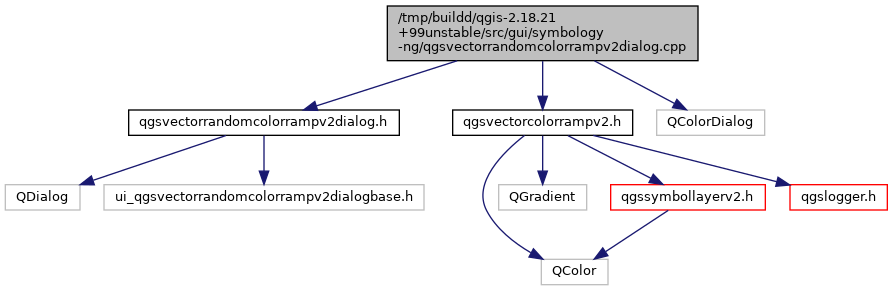 /tmp/buildd/qgis-2.18.21
+99unstable/src/gui/symbology
-ng/qgsvectorrandomcolorrampv2dialog.cpp
qgsvectorrandomcolorrampv2dialog.h
qgsvectorcolorrampv2.h
QColorDialog
QDialog
ui_qgsvectorrandomcolorrampv2dialogbase.h
QGradient
qgssymbollayerv2.h
qgslogger.h
QColor